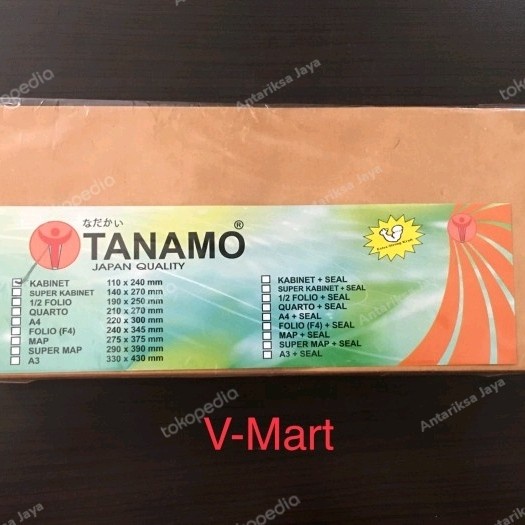 なだかい
TANAMO®
JAPAN QUALITY
KABINET 110 x 240 mm
SUPER KABINET 140 x 270 mm
1/2 FOLIO 190 x 250 mm
QUARTO 210 x 270 mm
A4 220 x 300 mm
FOLIO (F4) 240 x 345 mm
MAP 275 x 375 mm
SUPER MAP 290 x 390 mm
A3 330 x 430 mm
KABINET + SEAL
SUPER KABINET + SEAL
1/2 FOLIO + SEAL
QUARTO + SEAL
A4 + SEAL
FOLIO (F4) + SEAL
MAP + SEAL
SUPER MAP + SEAL
A3 + SEAL
V-Mart
tokopedia
Antariksa Jaya